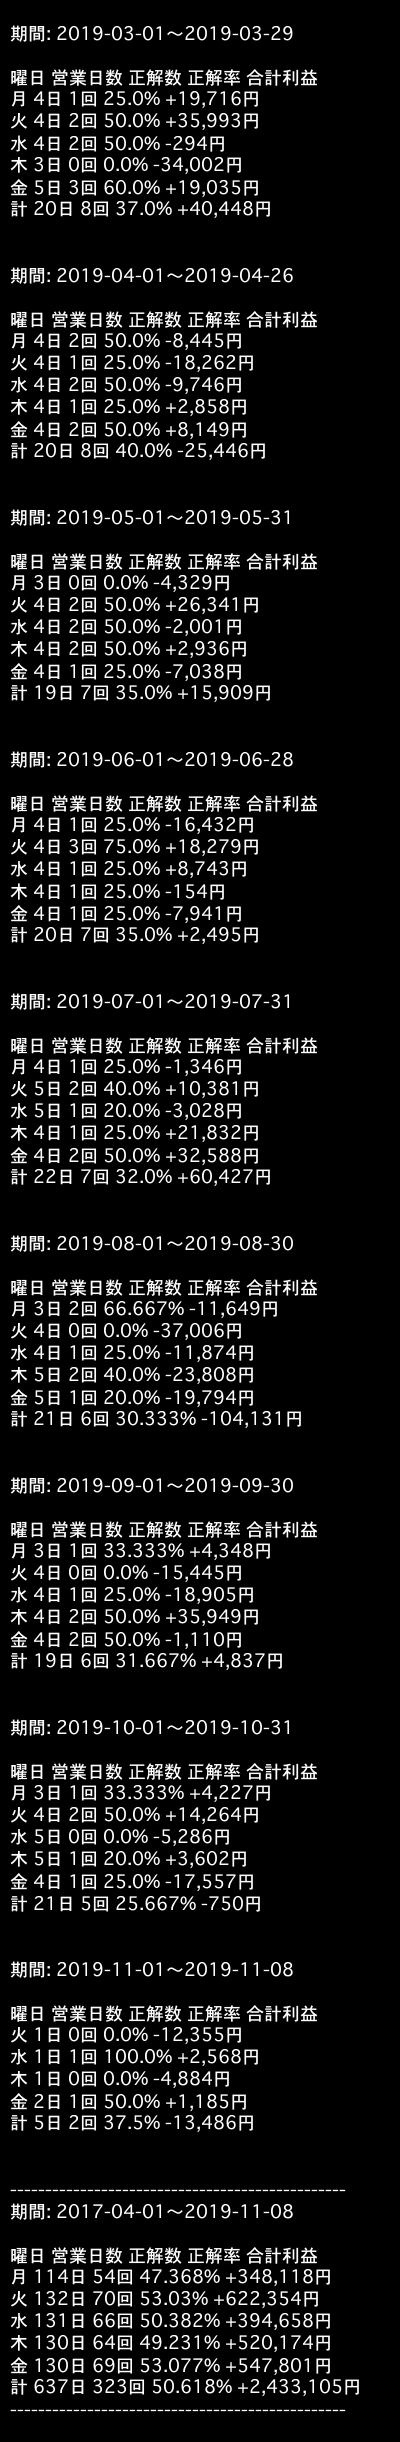 期間: 2019-03-01〜2019-03-29
曜日 営業日数 正解数 正解率 合計利益
月 4日 1回 25.0% +19,716円
火 4日 2回 50.0% +35,993円
水 4日 2回 50.0% -294円
木 3日 0回 0.0% -34,002円
金 5日 3回 60.0% +19,035円
計 20日 8回 37.0% +40,448円
期間: 2019-04-01〜2019-04-26
曜日 営業日数 正解数 正解率 合計利益
月 4日 2回 50.0% -8,445円
火 4日 1回 25.0% -18,262円
水 4日 2回 50.0% -9,746円
木 4日 1回 25.0% +2,858円
金 4日 2回 50.0% +8,149円
計 20日 8回 40.0% -25,446円
期間: 2019-05-01〜2019-05-31
曜日 営業日数 正解数 正解率 合計利益
月 3日 0回 0.0% -4,329円
火 4日 2回 50.0% +26,341円
水 4日 2回 50.0% -2,001円
木 4日 2回 50.0% +2,936円
金 4日 1回 25.0% -7,038円
計 19日 7回 35.0% +15,909円
期間: 2019-06-01〜2019-06-28
曜日 営業日数 正解数 正解率 合計利益
月 4日 1回 25.0% -16,432円
火 4日 3回 75.0% +18,279円
水 4日 1回 25.0% +8,743円
木 4日 1回 25.0% -154円
金 4日 1回 25.0% -7,941円
計 20日 7回 35.0% +2,495円
期間: 2019-07-01〜2019-07-31
曜日 営業日数 正解数 正解率 合計利益
月 4日 1回 25.0% -1,346円
火 5日 2回 40.0% +10,381円
水 5日 1回 20.0% -3,028円
木 4日 1回 25.0% +21,832円
金 4日 2回 50.0% +32,588円
計 22日 7回 32.0% +60,427円
期間: 2019-08-01〜2019-08-30
曜日 営業日数 正解数 正解率 合計利益
月 3日 2回 66.667% -11,649円
火 4日 0回 0.0% -37,006円
水 4日 1回 25.0% -11,874円
木 5日 2回 40.0% -23,808円
金 5日 1回 20.0% -19,794円
計 21日 6回 30.333% -104,131円
期間: 2019-09-01〜2019-09-30
曜日 営業日数 正解数 正解率 合計利益
月 3日 1回 33.333% +4,348円
火 4日 0回 0.0% -15,445円
水 4日 1回 25.0% -18,905円
木 4日 2回 50.0% +35,949円
金 4日 2回 50.0% -1,110円
計 19日 6回 31.667% +4,837円
期間: 2019-10-01〜2019-10-31
曜日 営業日数 正解数 正解率 合計利益
月 3日 1回 33.333% +4,227円
火 4日 2回 50.0% +14,264円
水 5日 0回 0.0% -5,286円
木 5日 1回 20.0% +3,602円
金 4日 1回 25.0% -17,557円
計 21日 5回 25.667% -750円
期間: 2019-11-01〜2019-11-08
曜日 営業日数 正解数 正解率 合計利益
火 1日 0回 0.0% -12,355円
水 1日 1回 100.0% +2,568円
木 1日 0回 0.0% -4,884円
金 2日 1回 50.0% +1,185円
計 5日 2回 37.5% -13,486円
------------------------------------------------
期間: 2017-04-01〜2019-11-08
曜日 営業日数 正解数 正解率 合計利益
月 114日 54回 47.368% +348,118円
火 132日 70回 53.03% +622,354円
水 131日 66回 50.382% +394,658円
木 130日 64回 49.231% +520,174円
金 130日 69回 53.077% +547,801円
計 637日 323回 50.618% +2,433,105円
------------------------------------------------